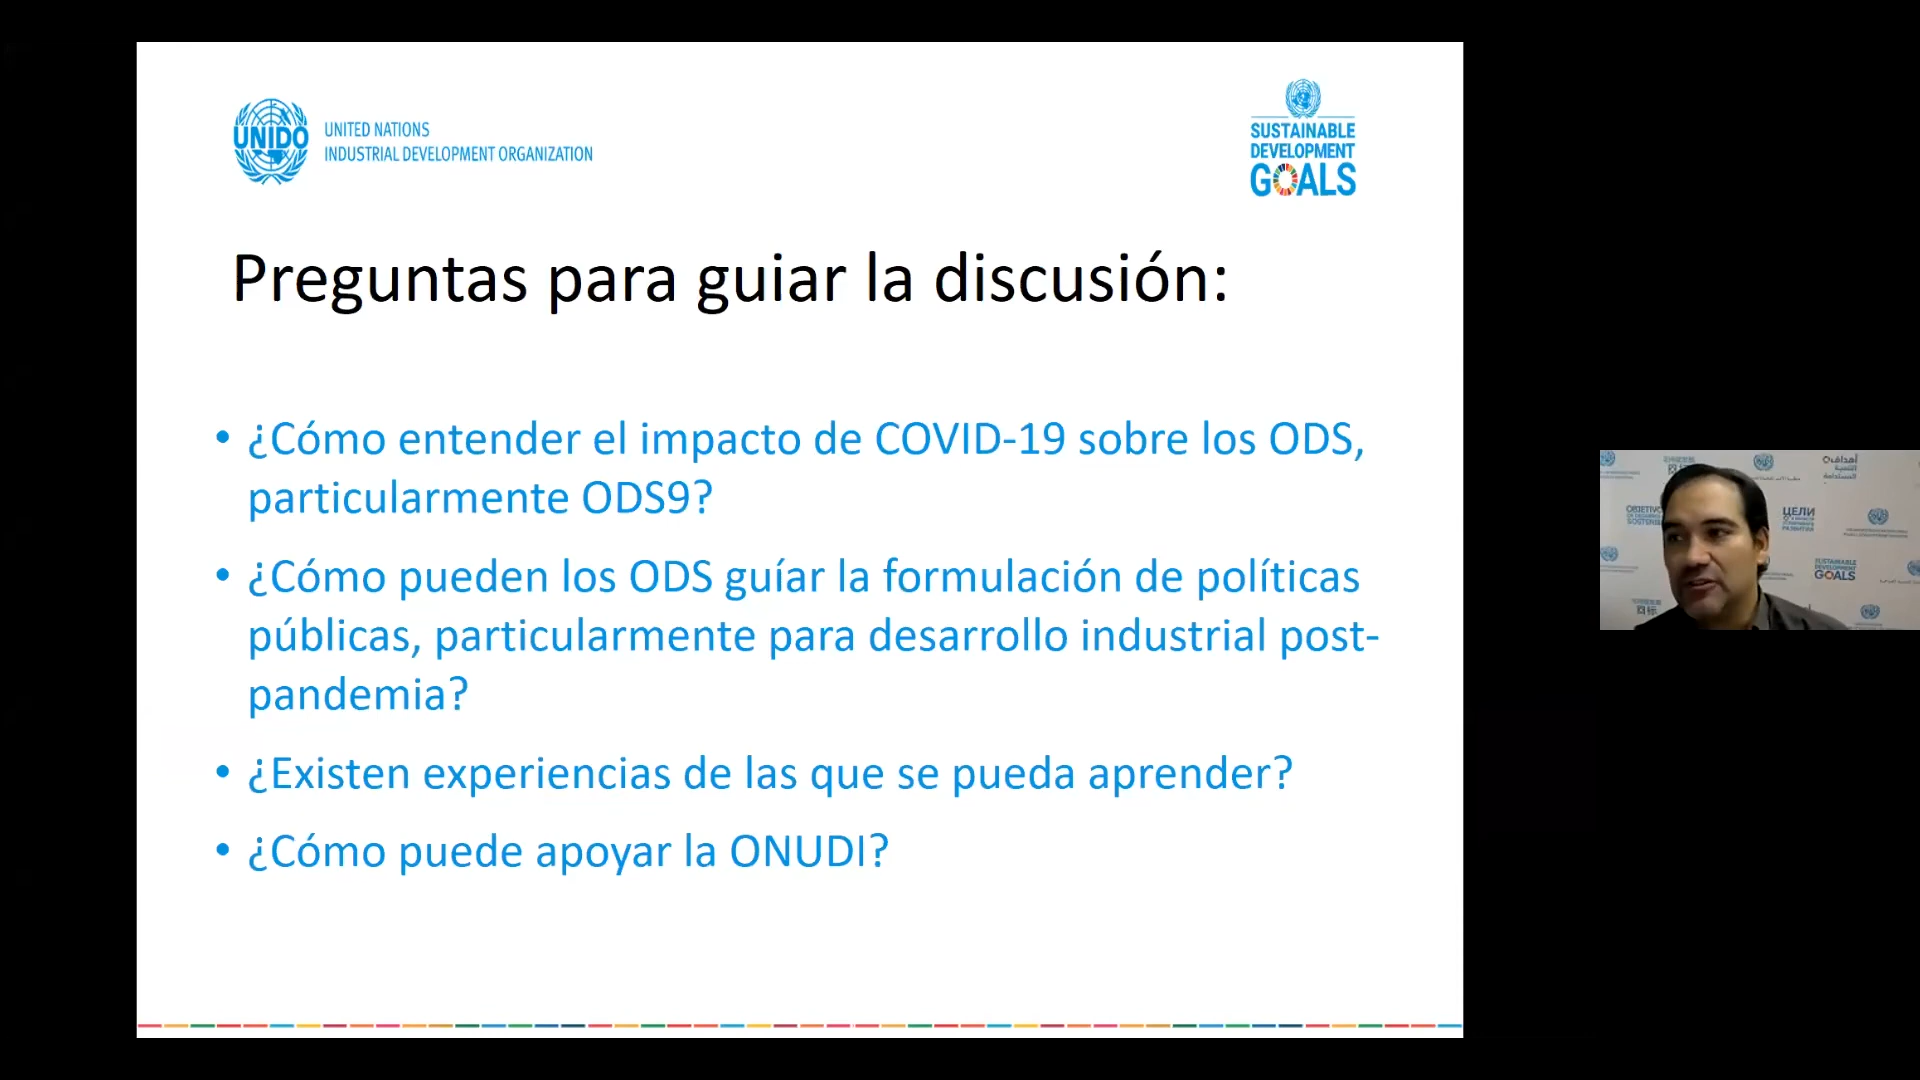 UNIDO
UNITED NATIONS
INDUSTRIAL DEVELOPMENT ORGANIZATION
SUSTAINABLE
DEVELOPMENT
GOALS
Preguntas para guiar la discusión:
• ¿Cómo entender el impacto de COVID-19 sobre los ODS,
particularmente ODS9?
• ¿Cómo pueden los ODS guíar la formulación de políticas
públicas, particularmente para desarrollo industrial post-
pandemia?
• ¿Existen experiencias de las que se pueda aprender?
• ¿Cómo puede apoyar la ONUDI?
أهداف
التنمية
المستدامة
ЦЕЛИ
SUSTAINABLE
DEVELOPMENT
GOALS